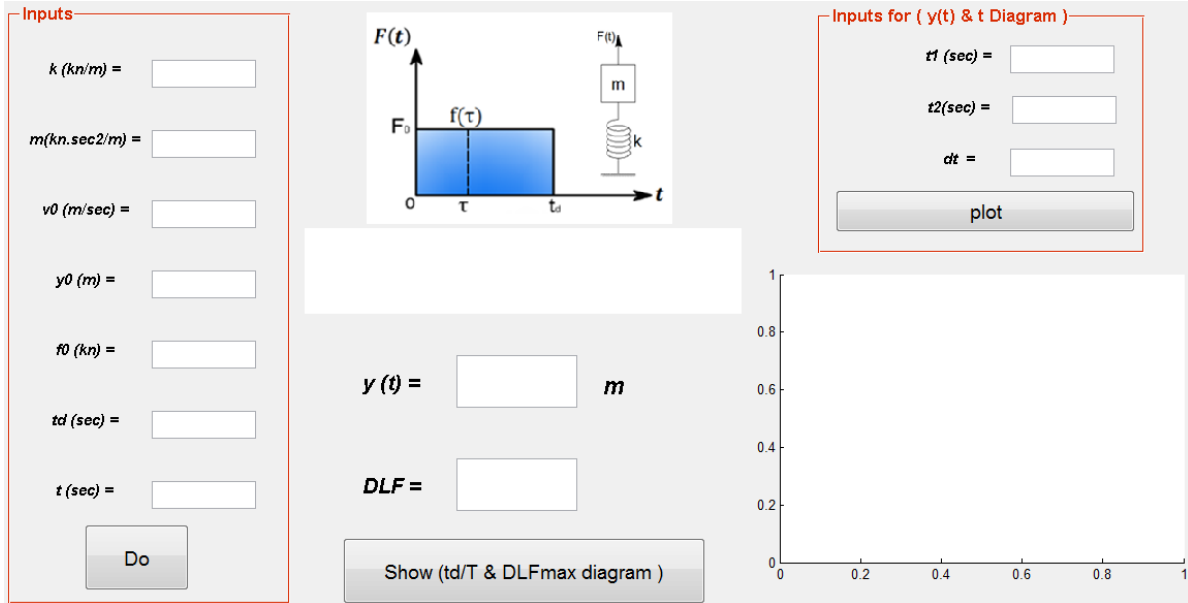 Inputs
k (kn/m) =
m(kn.sec2/m) =
v0 (m/sec) =
y0 (m) =
f0 (kn) =
td (sec) =
t (sec) =
Do
F(t)
F₀
f(τ)
0
τ
t_d
t
F(t)
m
k
y (t) =
m
DLF =
Show (td/T & DLFmax diagram )
Inputs for ( y(t) & t Diagram )
t1 (sec) =
t2(sec) =
dt =
plot
1
0.8
0.6
0.4
0.2
0
0 0.2 0.4 0.6 0.8 1